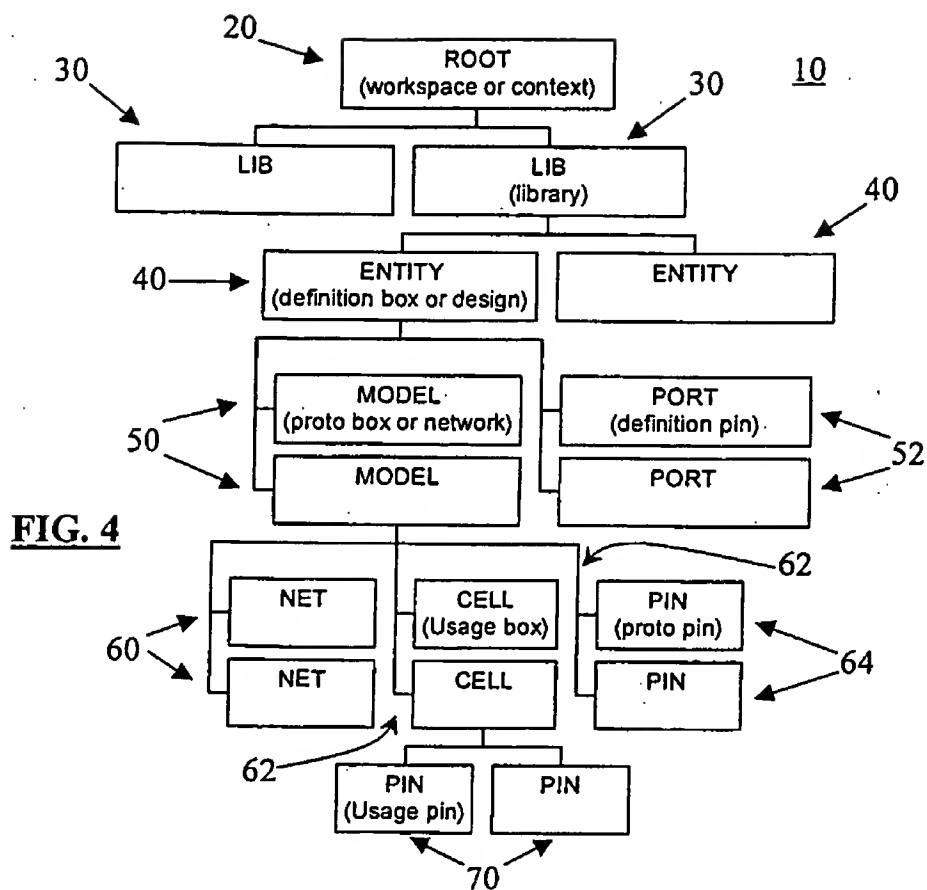 20
ROOT
(workspace or context)
10
30
30
LIB
LIB
(library)
40
ENTITY
(definition box or design)
ENTITY
40
MODEL
(proto box or network)
PORT
(definition pin)
50
52
MODEL
PORT
FIG. 4
62
NET
CELL
(Usage box)
PIN
(proto pin)
60
64
NET
CELL
PIN
62
PIN
(Usage pin)
PIN
70